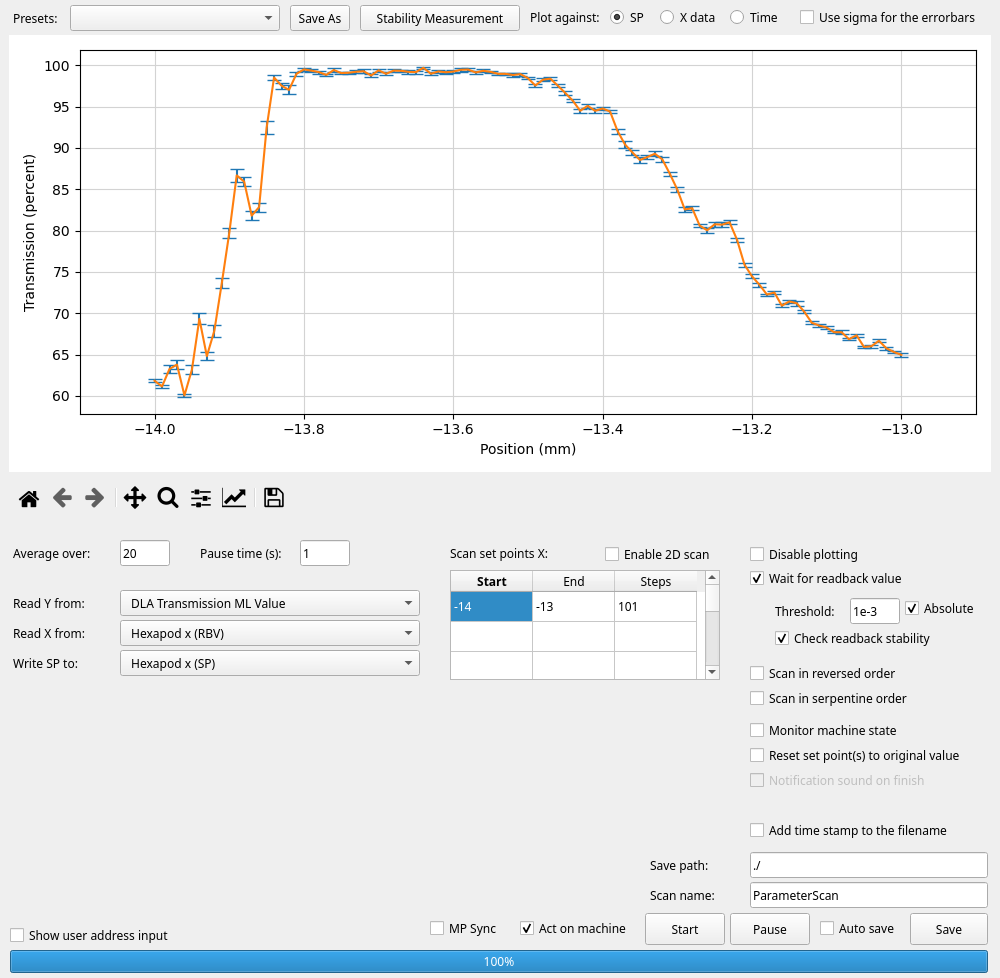 Presets:
Save As
Stability Measurement
Plot against:
SP
X data
Time
Use sigma for the errorbars
Transmission (percent)
100
95
90
85
80
75
70
65
60
−14.0
−13.8
−13.6
−13.4
−13.2
−13.0
Position (mm)
Average over:
20
Pause time (s):
1
Read Y from:
DLA Transmission ML Value
Read X from:
Hexapod x (RBV)
Write SP to:
Hexapod x (SP)
Scan set points X:
Enable 2D scan
Start
End
Steps
-14
-13
101
Disable plotting
Wait for readback value
Threshold:
1e-3
Absolute
Check readback stability
Scan in reversed order
Scan in serpentine order
Monitor machine state
Reset set point(s) to original value
Notification sound on finish
Add time stamp to the filename
Save path:
./
Scan name:
ParameterScan
Show user address input
MP Sync
Act on machine
Start
Pause
Auto save
Save
100%